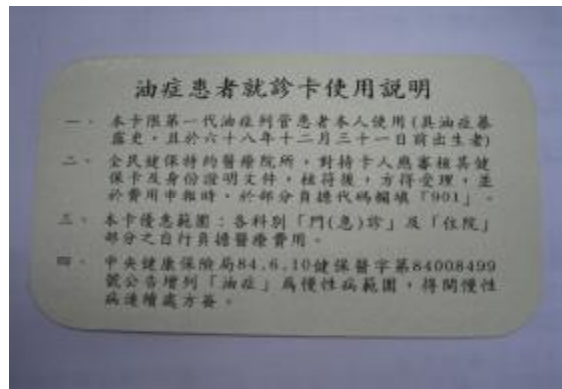 油症患者就診卡使用說明
一、本卡限第一代油症列管患者本人使用(具油症暴
露史，且於六十八年十二月三十一日前出生者)
二、全民健保特約醫療院所，對持卡人應審核其健
保卡及身份證明文件，核符後，方得受理，並
於費用申報時，於部分負擔代碼欄填「901」。
三、本卡優惠範圍：各科別「門(急)診」及「住院」
部分之自行負擔醫療費用。
四、中央健康保險局84.6.10健保醫字第84008499
號公告增列「油症」為慢性病範圍，得開慢性
病連續處方箋。